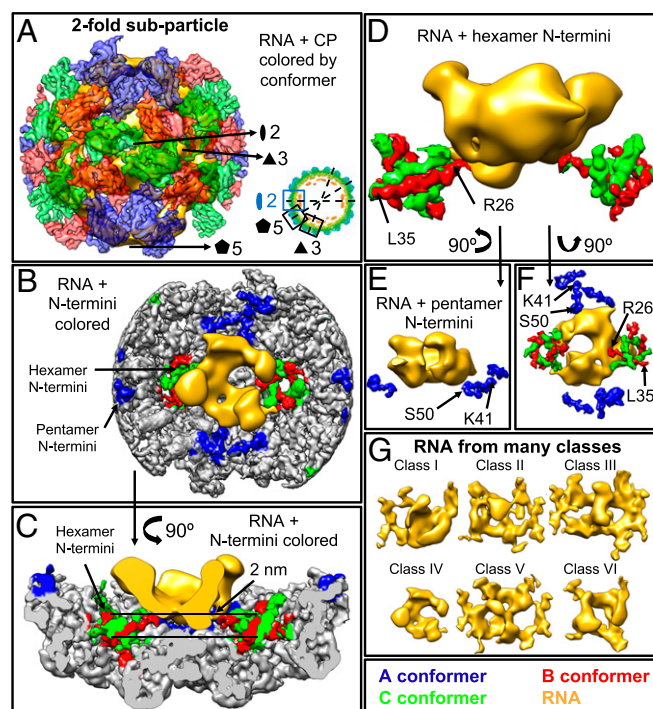 A
2-fold sub-particle
RNA + CP
colored by
conformer
2
3
5
2
5
3
B
RNA +
N-termini
colored
Hexamer
N-termini
Pentamer
N-termini
C
90º
Hexamer
N-termini
RNA +
N-termini colored
2 nm
D
RNA + hexamer N-termini
R26
L35
90º
90º
E
RNA + pentamer
N-termini
S50
K41
F
K41
S50
R26
L35
G
RNA from many classes
Class I
Class II
Class III
Class IV
Class V
Class VI
A conformer
B conformer
C conformer
RNA